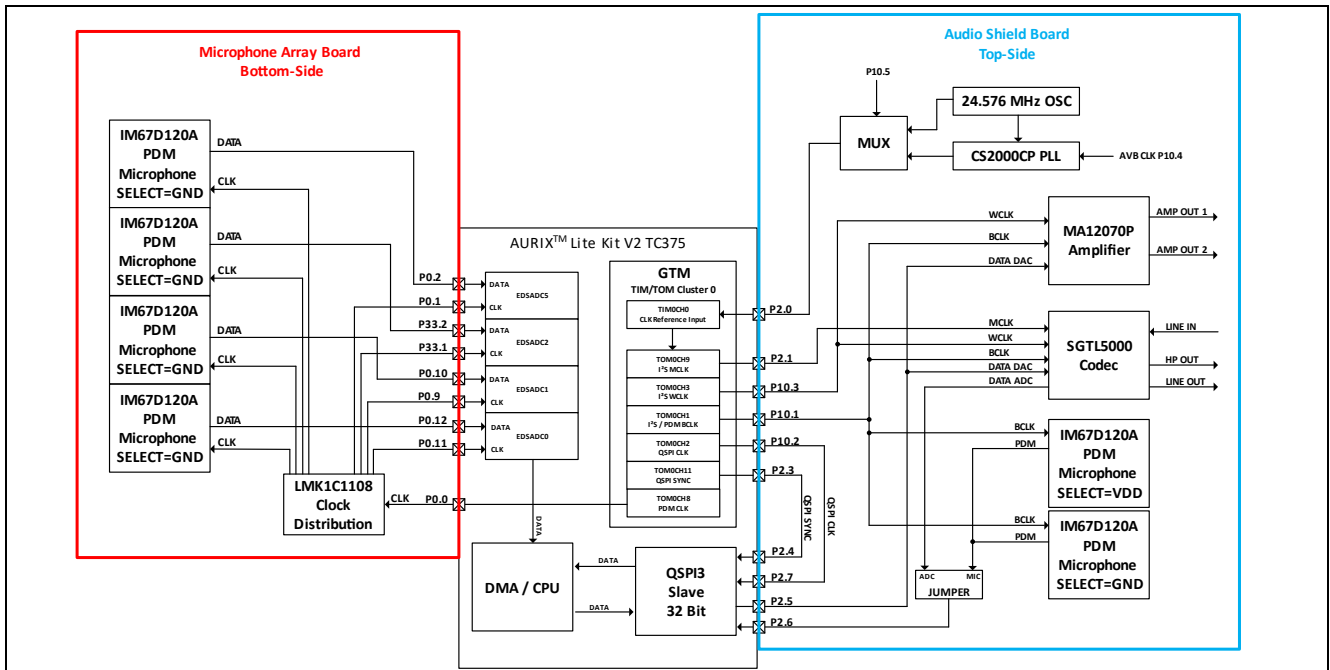 Microphone Array Board
Bottom-Side
Audio Shield Board
Top-Side
IM67D120A
PDM
Microphone
SELECT=GND
DATA
CLK
IM67D120A
PDM
Microphone
SELECT=GND
DATA
CLK
IM67D120A
PDM
Microphone
SELECT=GND
DATA
CLK
IM67D120A
PDM
Microphone
SELECT=GND
DATA
CLK
LMK1C1108
Clock
Distribution
CLK
P0.0
AURIX™ Lite Kit V2 TC375
P0.2
P0.1
P33.2
P33.1
P0.10
P0.9
P0.12
P0.11
DATA
EDSADC5
CLK
DATA
EDSADC2
CLK
DATA
EDSADC1
CLK
DATA
EDSADC0
CLK
DATA
DMA / CPU
DATA
DATA
QSPI3
Slave
32 Bit
GTM
TIM/TOM Cluster 0
TIM0CH0
CLK Reference Input
TOM0CH9
I²S MCLK
TOM0CH3
I²S WCLK
TOM0CH1
I²S / PDM BCLK
TOM0CH2
QSPI CLK
TOM0CH11
QSPI SYNC
TOM0CH8
PDM CLK
P2.0
P2.1
P10.3
P10.1
P10.2
P2.3
QSPI SYNC
QSPI CLK
P2.4
P2.7
P2.5
P2.6
P10.5
MUX
24.576 MHz OSC
CS2000CP PLL
AVB CLK P10.4
WCLK
BCLK
DATA DAC
MA12070P
Amplifier
AMP OUT 1
AMP OUT 2
MCLK
WCLK
BCLK
DATA DAC
DATA ADC
SGTL5000
Codec
LINE IN
HP OUT
LINE OUT
BCLK
PDM
IM67D120A
PDM
Microphone
SELECT=VDD
BCLK
PDM
IM67D120A
PDM
Microphone
SELECT=GND
ADC
MIC
JUMPER